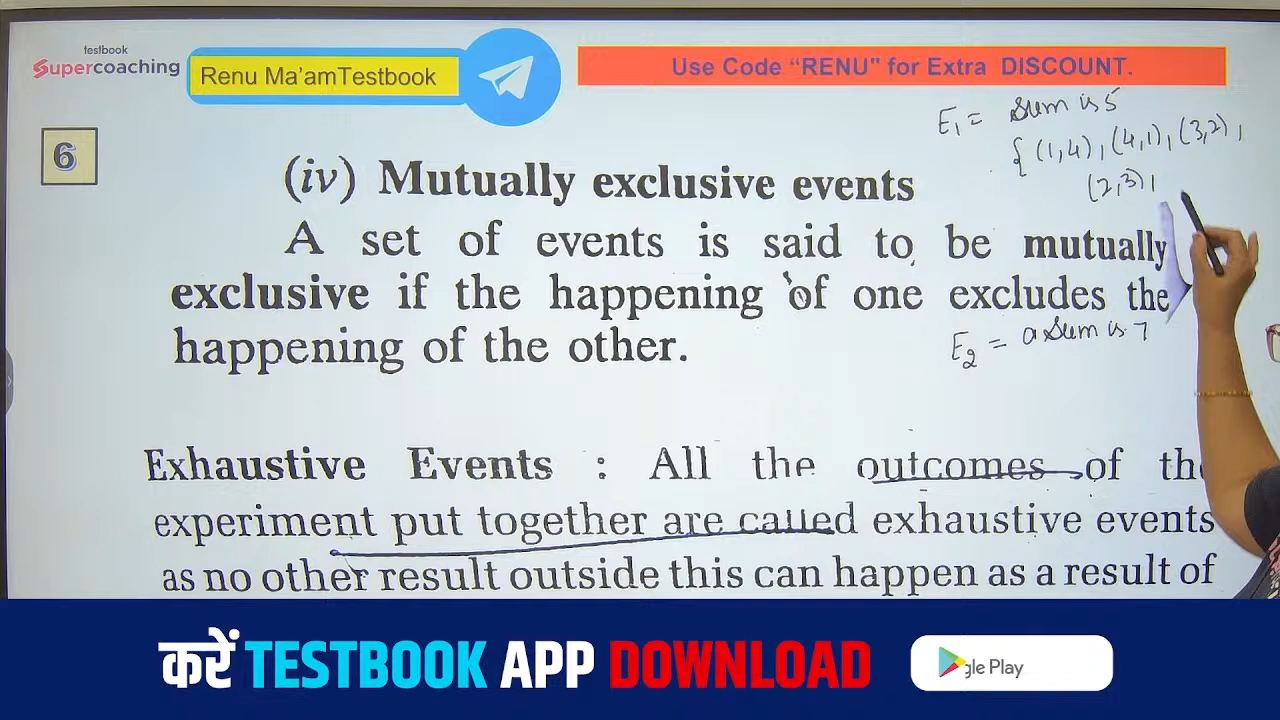 testbook
Supercoaching
Renu Ma'amTestbook
Use Code “RENU" for Extra DISCOUNT.
E₁ = Sum is 5
{ (1,4), (4,1), (3,2),
(2,3),
6
(iv) Mutually exclusive events
A set of events is said to be mutually
exclusive if the happening of one excludes the
happening of the other.
E₂ = a Sum is 7
Exhaustive Events : All the outcomes of the
experiment put together are called exhaustive events
as no other result outside this can happen as a result of
करें TESTBOOK APP DOWNLOAD
gle Play